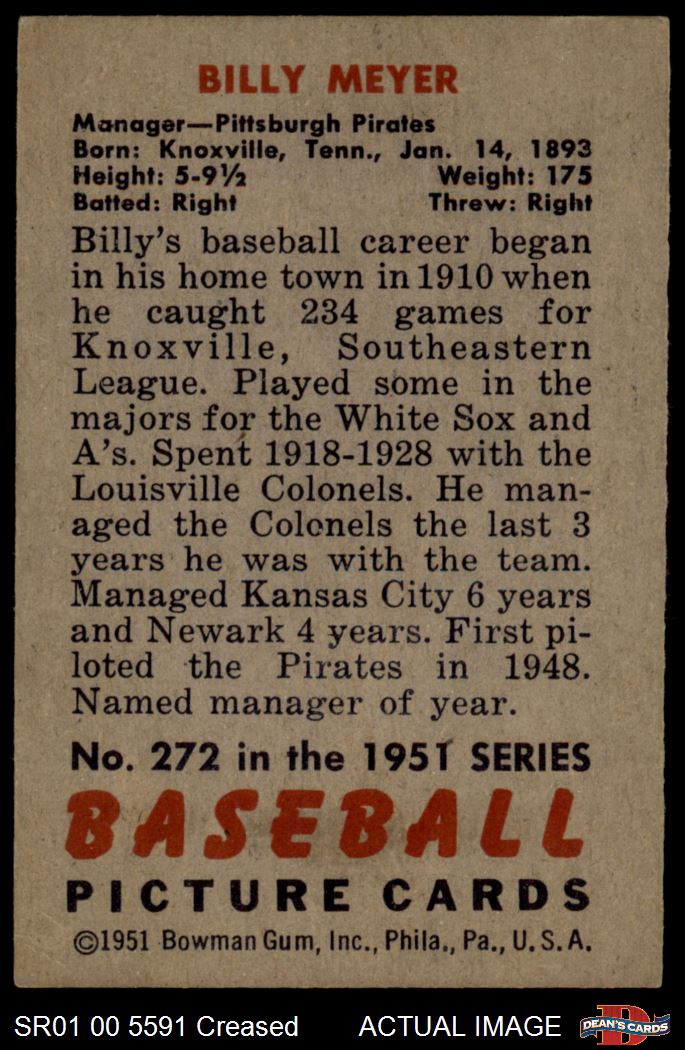 BILLY MEYER
Manager—Pittsburgh Pirates
Born: Knoxville, Tenn., Jan. 14, 1893
Height: 5-9½ Weight: 175
Batted: Right Threw: Right
Billy's baseball career began
in his home town in 1910 when
he caught 234 games for
Knoxville, Southeastern
League. Played some in the
majors for the White Sox and
A's. Spent 1918-1928 with the
Louisville Colonels. He man-
aged the Colonels the last 3
years he was with the team.
Managed Kansas City 6 years
and Newark 4 years. First pi-
loted the Pirates in 1948.
Named manager of year.
No. 272 in the 1951 SERIES
BASEBALL
PICTURE CARDS
©1951 Bowman Gum, Inc., Phila., Pa., U. S. A.
SR01 00 5591 Creased ACTUAL IMAGE
D
DEAN'S CARDS